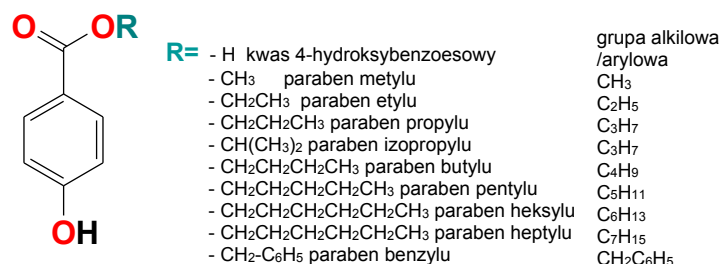 O
OR
R= - H kwas 4-hydroksybenzoesowy
grupa alkilowa
/arylowa
- CH₃ paraben metylu CH₃
- CH₂CH₃ paraben etylu C₂H₅
- CH₂CH₂CH₃ paraben propylu C₃H₇
- CH(CH₃)₂ paraben izopropylu C₃H₇
- CH₂CH₂CH₂CH₃ paraben butylu C₄H₉
- CH₂CH₂CH₂CH₂CH₃ paraben pentylu C₅H₁₁
- CH₂CH₂CH₂CH₂CH₂CH₃ paraben heksylu C₆H₁₃
- CH₂CH₂CH₂CH₂CH₂CH₃ paraben heptylu C₇H₁₅
- CH₂-C₆H₅ paraben benzylu CH₂C₆H₅
OH